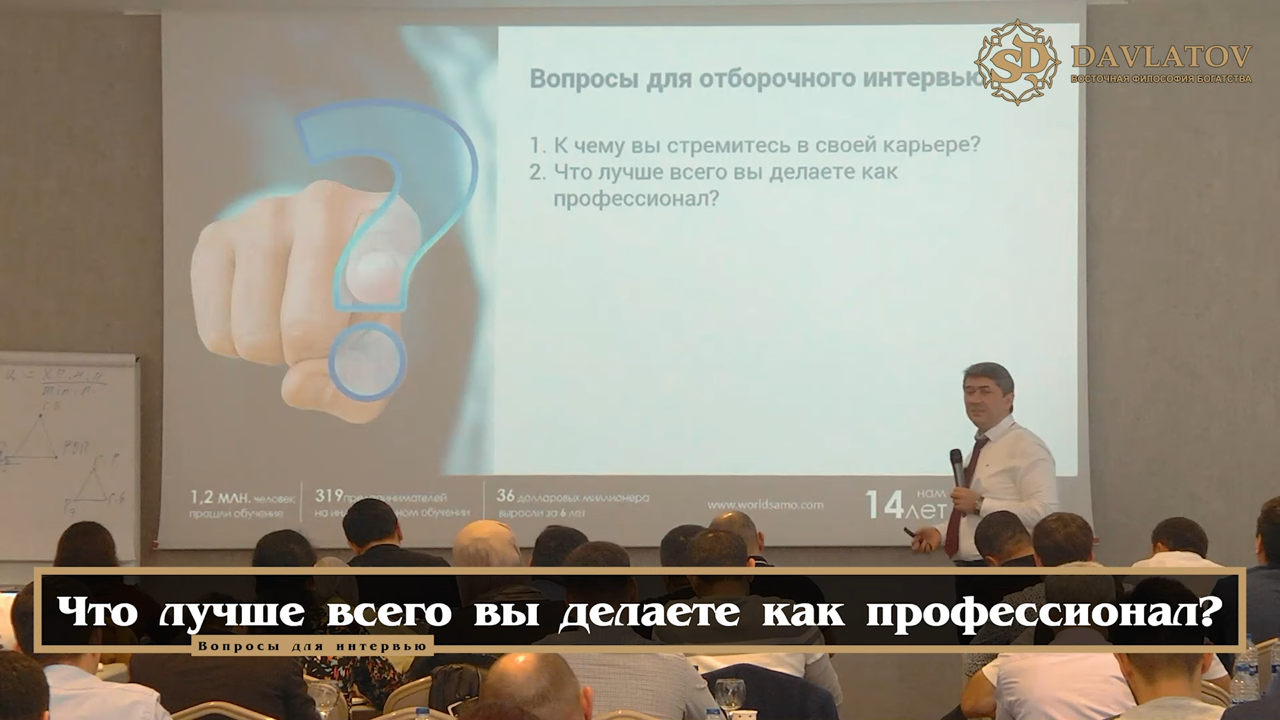 DAVLATOV
ВОСТОЧНАЯ ФИЛОСОФИЯ БОГАТСТВА
Вопросы для отборочного интервью
1. К чему вы стремитесь в своей карьере?
2. Что лучше всего вы делаете как
профессионал?
1,2 МЛН. человек
прошли обучение
319 предпринимателей
36 долларовых миллионера
выросли за 6 лет
www.worldsamo.com
14 нам
лет
Что лучше всего вы делаете как профессионал?
Вопросы для интервью